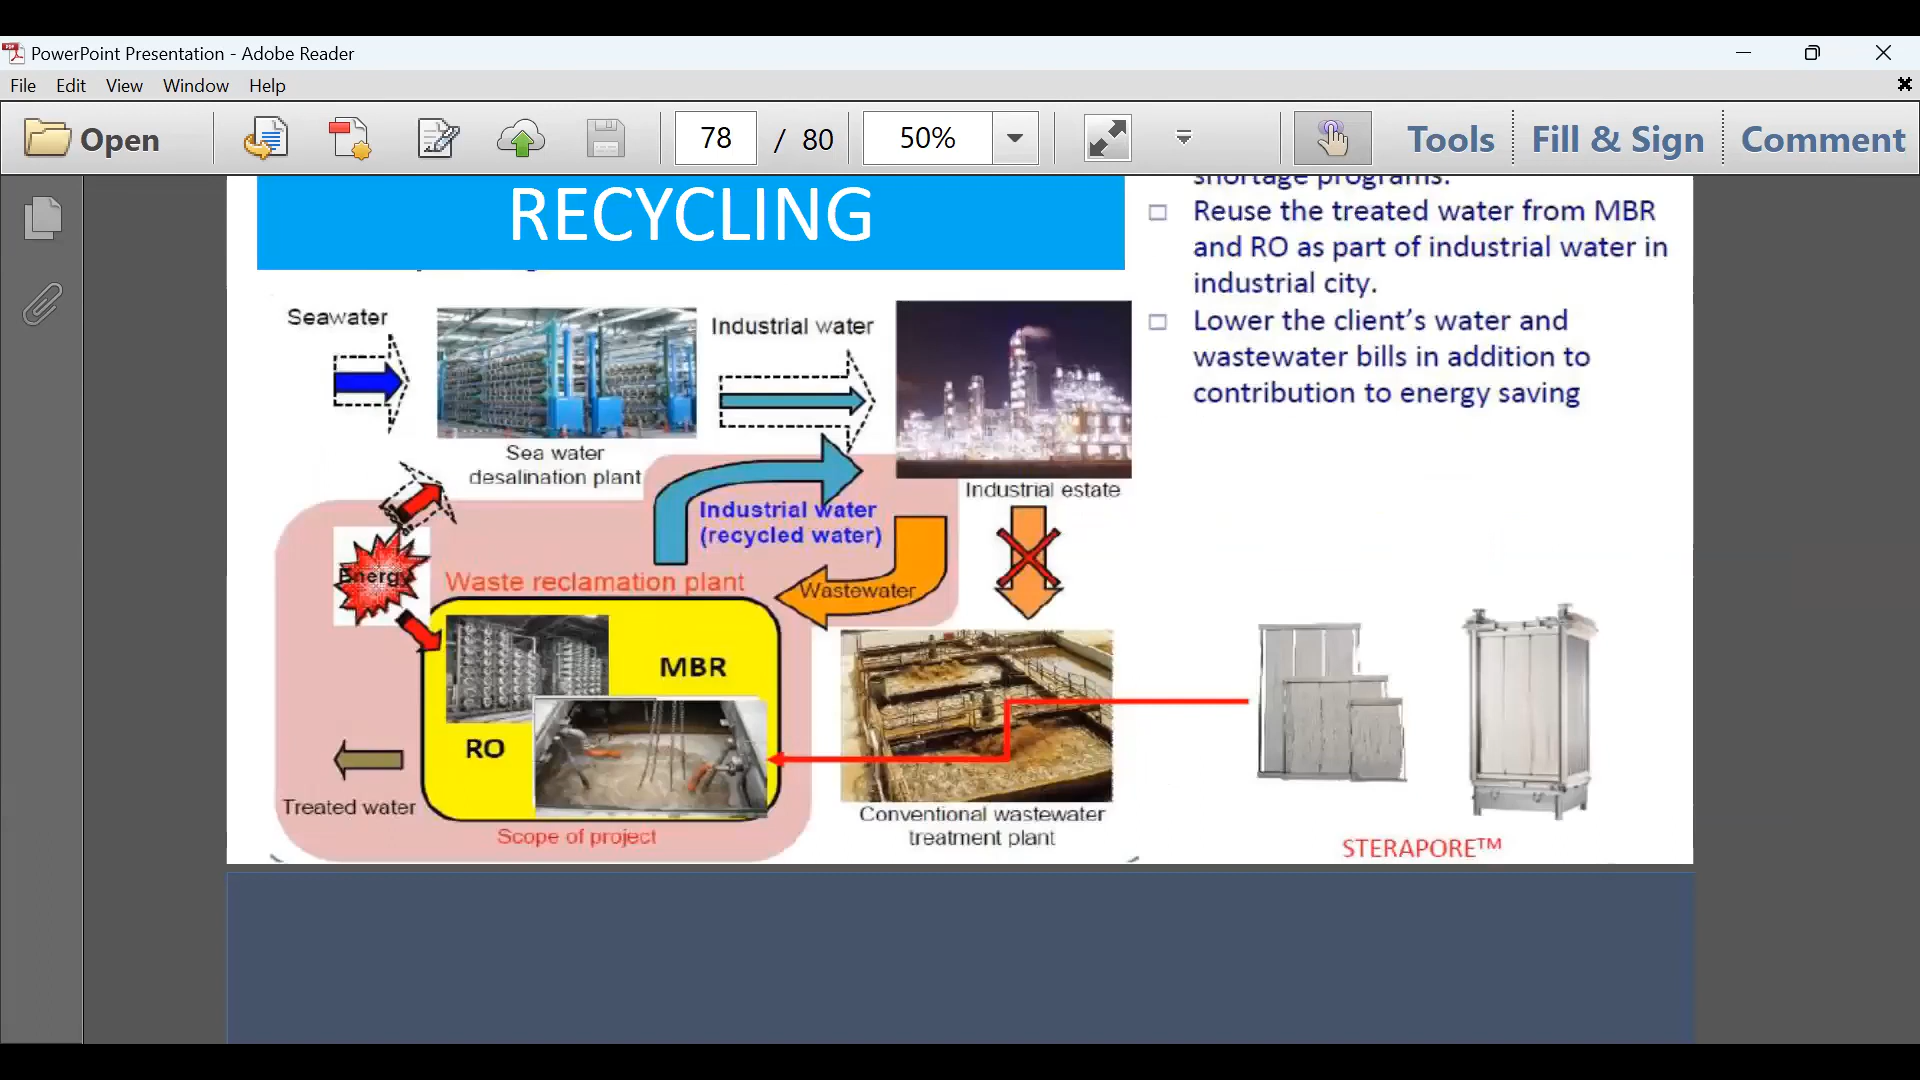 PowerPoint Presentation - Adobe Reader
File Edit View Window Help
Open
78 / 80
50%
Tools
Fill & Sign
Comment
RECYCLING
shortage programs.
Reuse the treated water from MBR
and RO as part of industrial water in
industrial city.
Lower the client's water and
wastewater bills in addition to
contribution to energy saving
Seawater
Industrial water
Sea water
desalination plant
Industrial estate
Industrial water
(recycled water)
Energy
Waste reclamation plant
Wastewater
MBR
RO
Treated water
Scope of project
Conventional wastewater
treatment plant
STERAPORE™